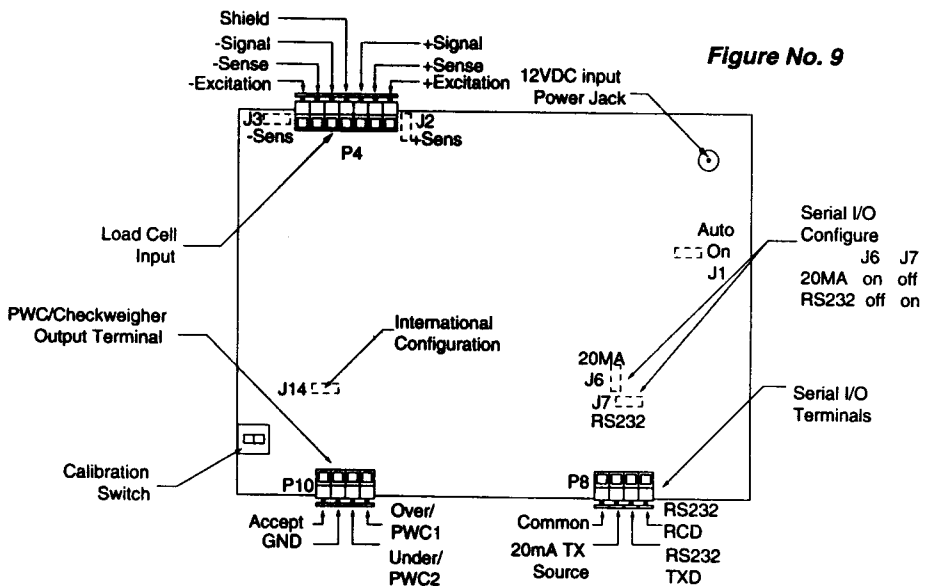 Figure No. 9
Shield
-Signal
+Signal
-Sense
+Sense
-Excitation
+Excitation
12VDC input
Power Jack
J3
-Sens
J2
+Sens
P4
Load Cell
Input
Auto
On
J1
Serial I/O
Configure
J6 J7
20MA on off
RS232 off on
PWC/Checkweigher
Output Terminal
International
Configuration
J14
20MA
J6
J7
RS232
Serial I/O
Terminals
Calibration
Switch
P10
Accept
GND
Over/
PWC1
Under/
PWC2
P8
Common
20mA TX
Source
RS232
RCD
RS232
TXD